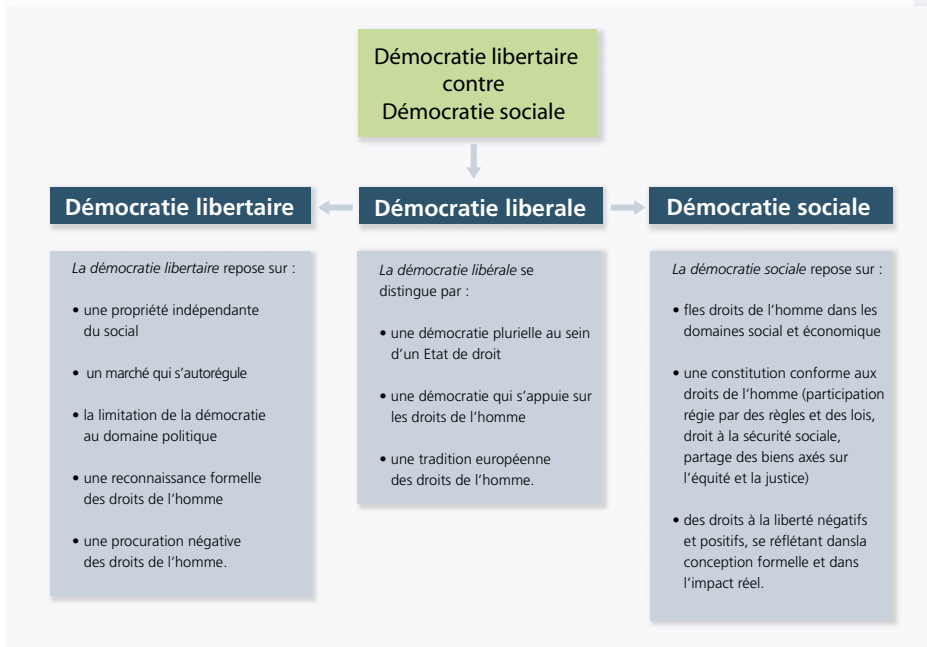 Démocratie libertaire
contre
Démocratie sociale
Démocratie libertaire
Démocratie liberale
Démocratie sociale
La démocratie libertaire repose sur :
• une propriété indépendante
du social
• un marché qui s’autorégule
• la limitation de la démocratie
au domaine politique
• une reconnaissance formelle
des droits de l’homme
• une procuration négative
des droits de l’homme.
La démocratie libérale se
distingue par :
• une démocratie plurielle au sein
d’un Etat de droit
• une démocratie qui s’appuie sur
les droits de l’homme
• une tradition européenne
des droits de l’homme.
La démocratie sociale repose sur :
• fles droits de l’homme dans les
domaines social et économique
• une constitution conforme aux
droits de l’homme (participation
régie par des règles et des lois,
droit à la sécurité sociale,
partage des biens axés sur
l’équité et la justice)
• des droits à la liberté négatifs
et positifs, se réflétant dansla
conception formelle et dans
l’impact réel.